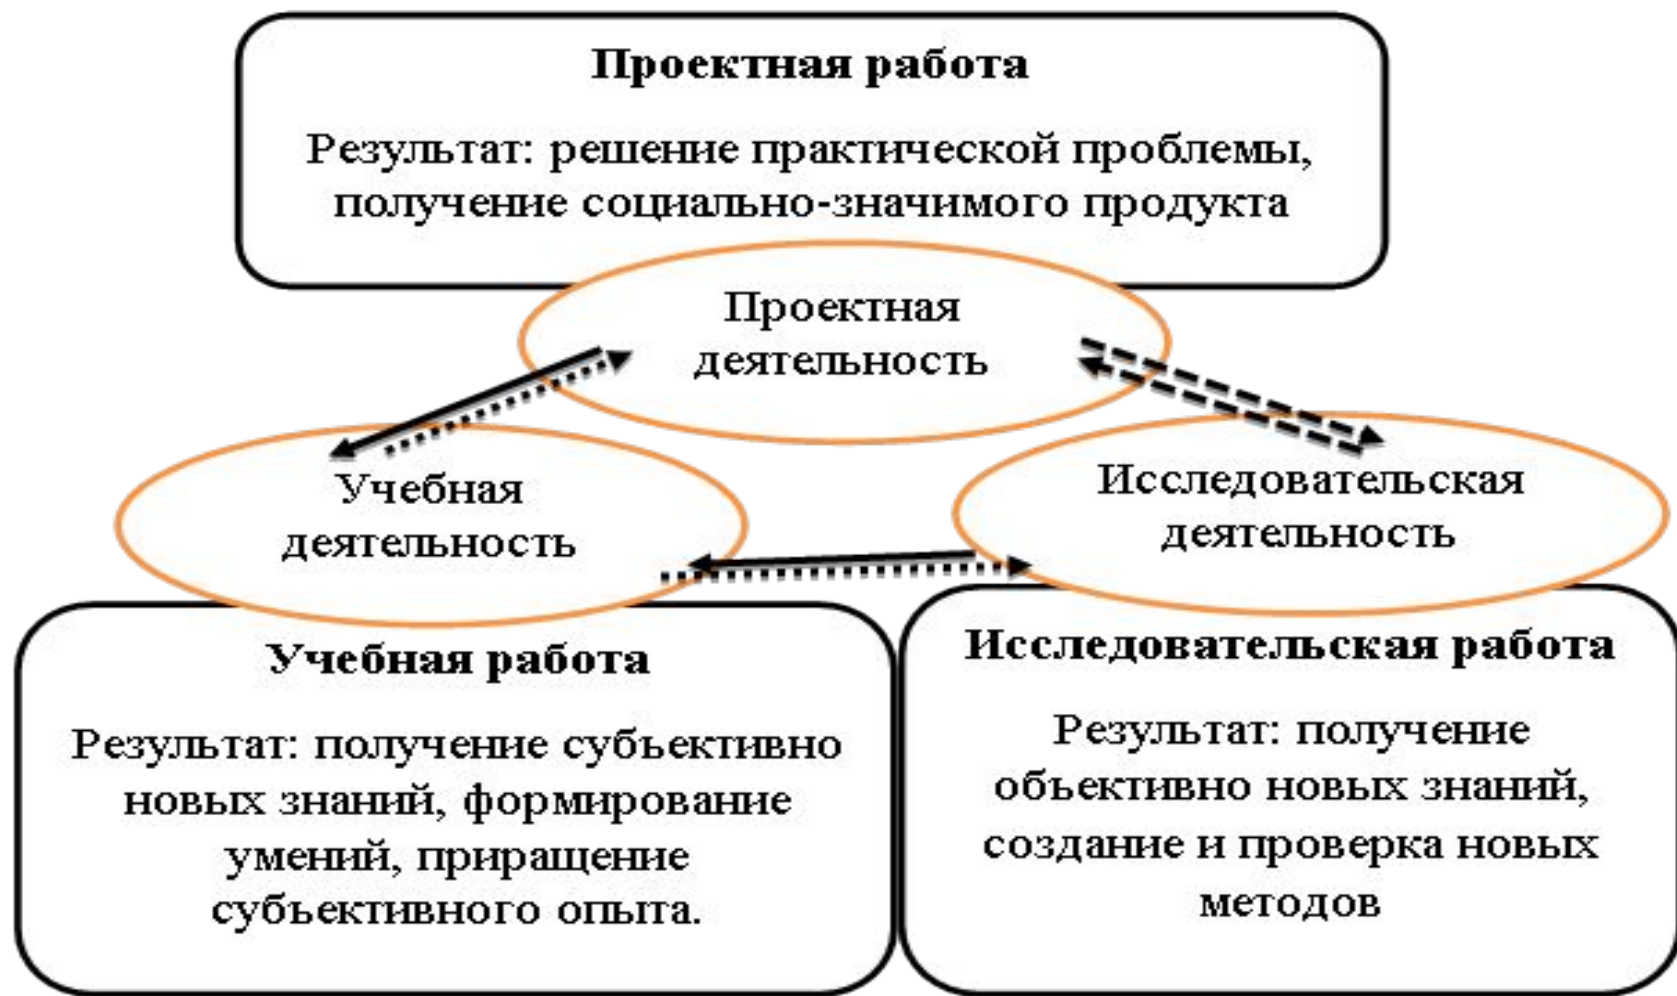 Проектная работа
Результат: решение практической проблемы,
получение социально-значимого продукта
Проектная
деятельность
Учебная
деятельность
Исследовательская
деятельность
Учебная работа
Результат: получение субъективно
новых знаний, формирование
умений, приращение
субъективного опыта.
Исследовательская работа
Результат: получение
объективно новых знаний,
создание и проверка новых
методов